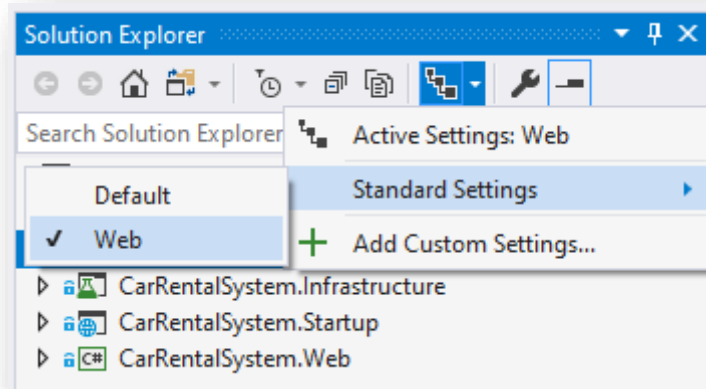 Solution Explorer
Search Solution Explorer
Active Settings: Web
Standard Settings
Default
Web
Add Custom Settings...
CarRentalSystem.Infrastructure
CarRentalSystem.Startup
C# CarRentalSystem.Web